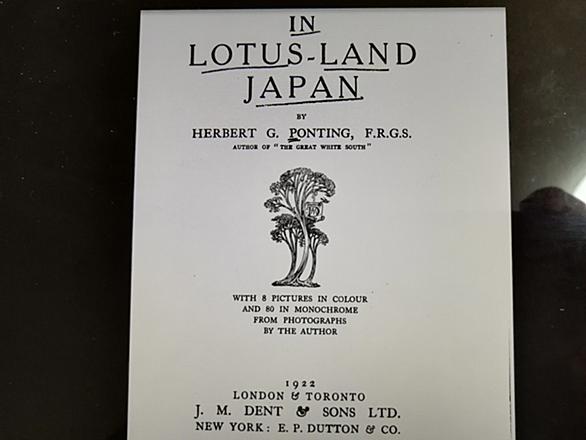 IN
LOTUS-LAND
JAPAN
BY
HERBERT G. PONTING, F.R.G.S.
AUTHOR OF "THE GREAT WHITE SOUTH"
WITH 8 PICTURES IN COLOUR
AND 80 IN MONOCHROME
FROM PHOTOGRAPHS
BY THE AUTHOR
1922
LONDON & TORONTO
J. M. DENT & SONS LTD.
NEW YORK: E. P. DUTTON & CO.